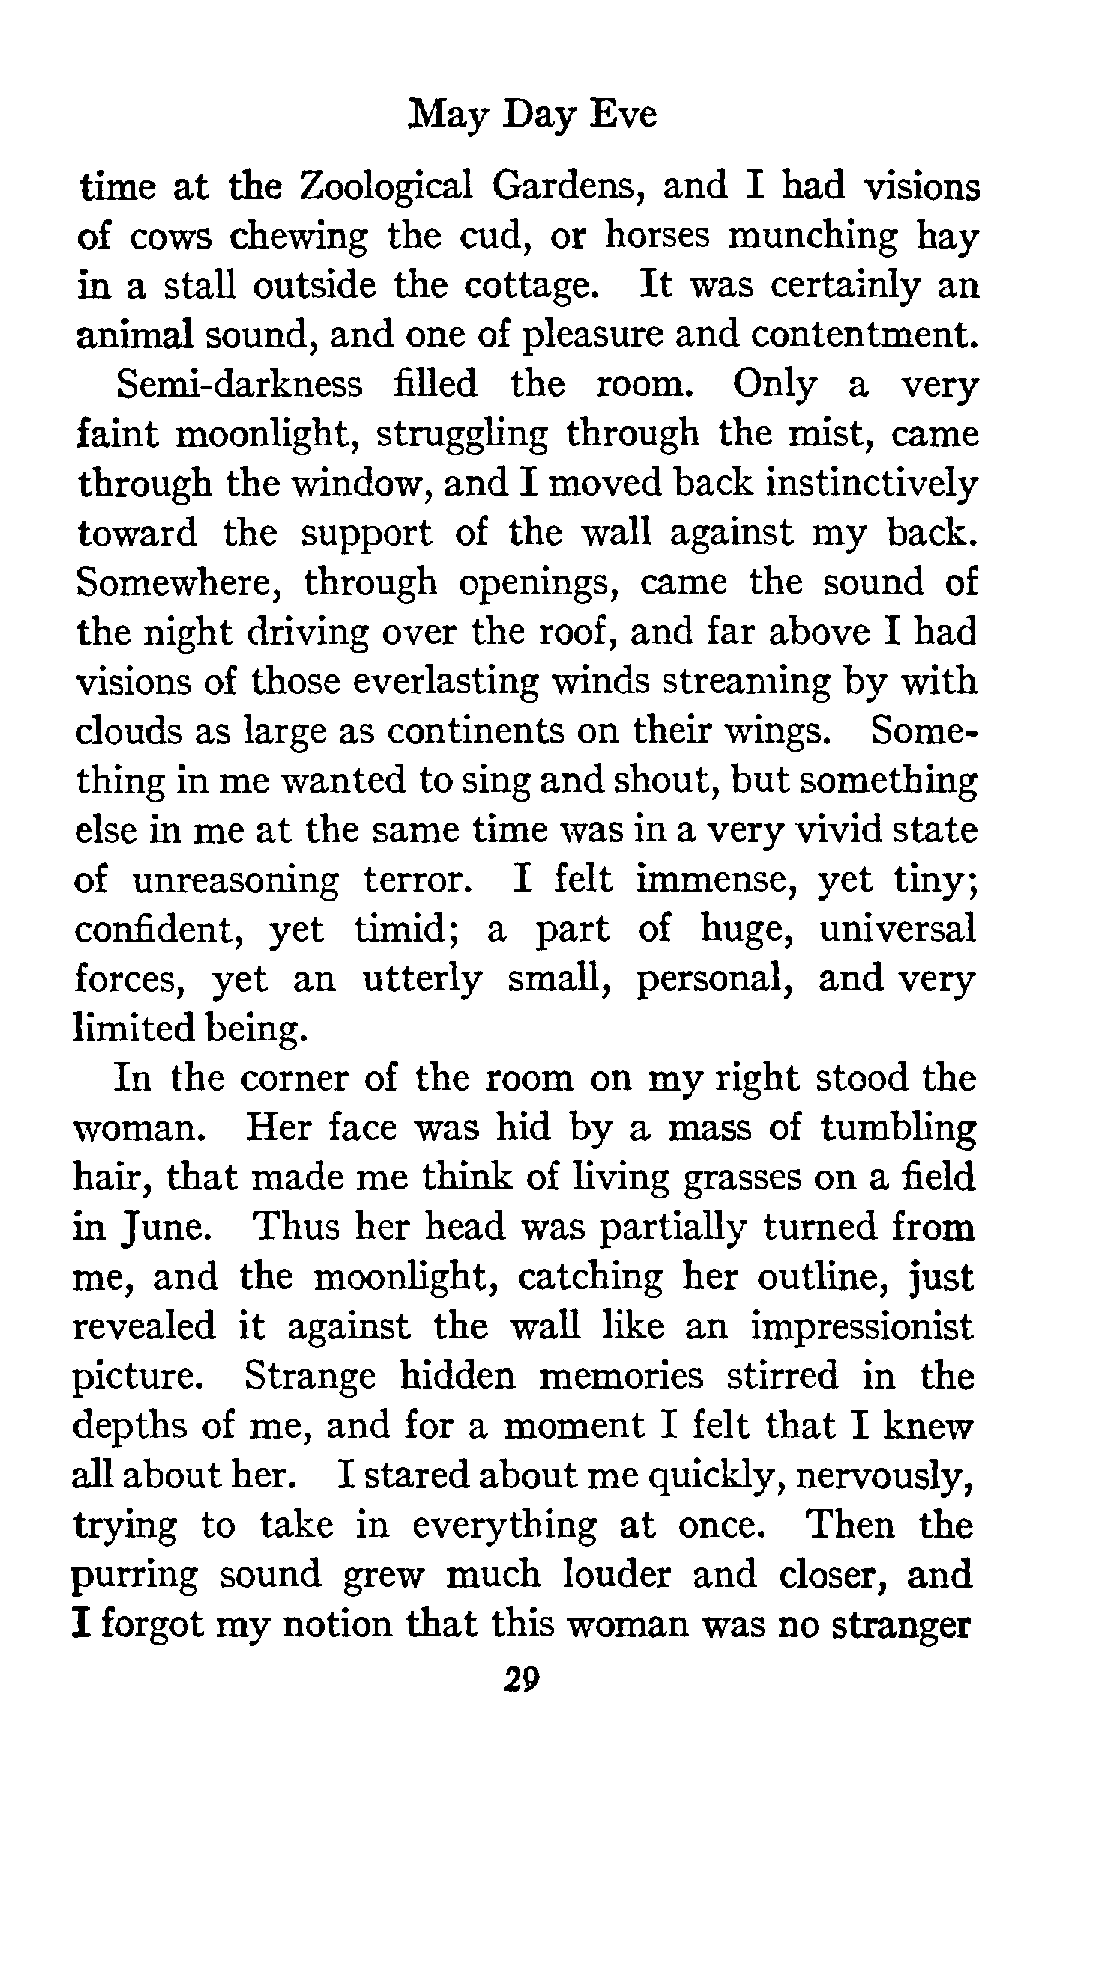 May Day Eve
time at the Zoological Gardens, and I had visions
of cows chewing the cud, or horses munching hay
in a stall outside the cottage. It was certainly an
animal sound, and one of pleasure and contentment.
Semi-darkness filled the room. Only a very
faint moonlight, struggling through the mist, came
through the window, and I moved back instinctively
toward the support of the wall against my back.
Somewhere, through openings, came the sound of
the night driving over the roof, and far above I had
visions of those everlasting winds streaming by with
clouds as large as continents on their wings. Some-
thing in me wanted to sing and shout, but something
else in me at the same time was in a very vivid state
of unreasoning terror. I felt immense, yet tiny;
confident, yet timid; a part of huge, universal
forces, yet an utterly small, personal, and very
limited being.
In the corner of the room on my right stood the
woman. Her face was hid by a mass of tumbling
hair, that made me think of living grasses on a field
in June. Thus her head was partially turned from
me, and the moonlight, catching her outline, just
revealed it against the wall like an impressionist
picture. Strange hidden memories stirred in the
depths of me, and for a moment I felt that I knew
all about her. I stared about me quickly, nervously,
trying to take in everything at once. Then the
purring sound grew much louder and closer, and
I forgot my notion that this woman was no stranger
29